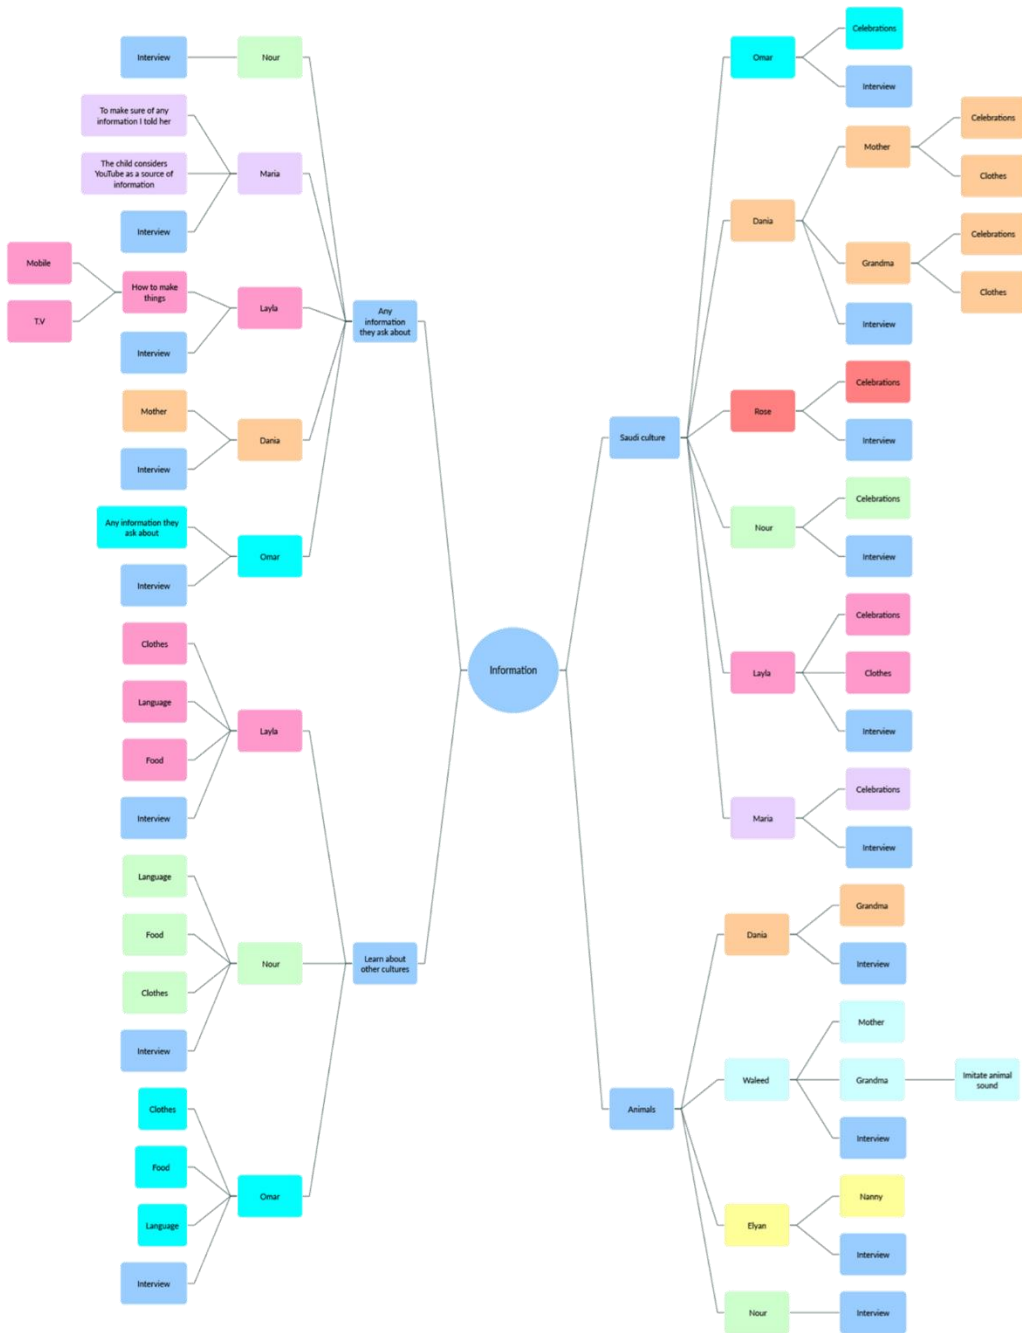 Interview
Nour
To make sure of any
information I told her
The child considers
YouTube as a source of
information
Maria
Interview
Mobile
T.V
How to make
things
Layla
Interview
Any
information
they ask about
Mother
Dania
Interview
Any information they
ask about
Omar
Interview
Clothes
Language
Food
Layla
Interview
Language
Food
Nour
Clothes
Interview
Learn about
other cultures
Clothes
Food
Omar
Language
Interview
Information
Saudi culture
Omar
Celebrations
Interview
Dania
Mother
Celebrations
Clothes
Grandma
Celebrations
Clothes
Interview
Rose
Celebrations
Interview
Nour
Celebrations
Interview
Layla
Celebrations
Clothes
Interview
Maria
Celebrations
Interview
Animals
Dania
Grandma
Interview
Waleed
Mother
Grandma
Imitate animal
sound
Interview
Elyan
Nanny
Interview
Nour
Interview